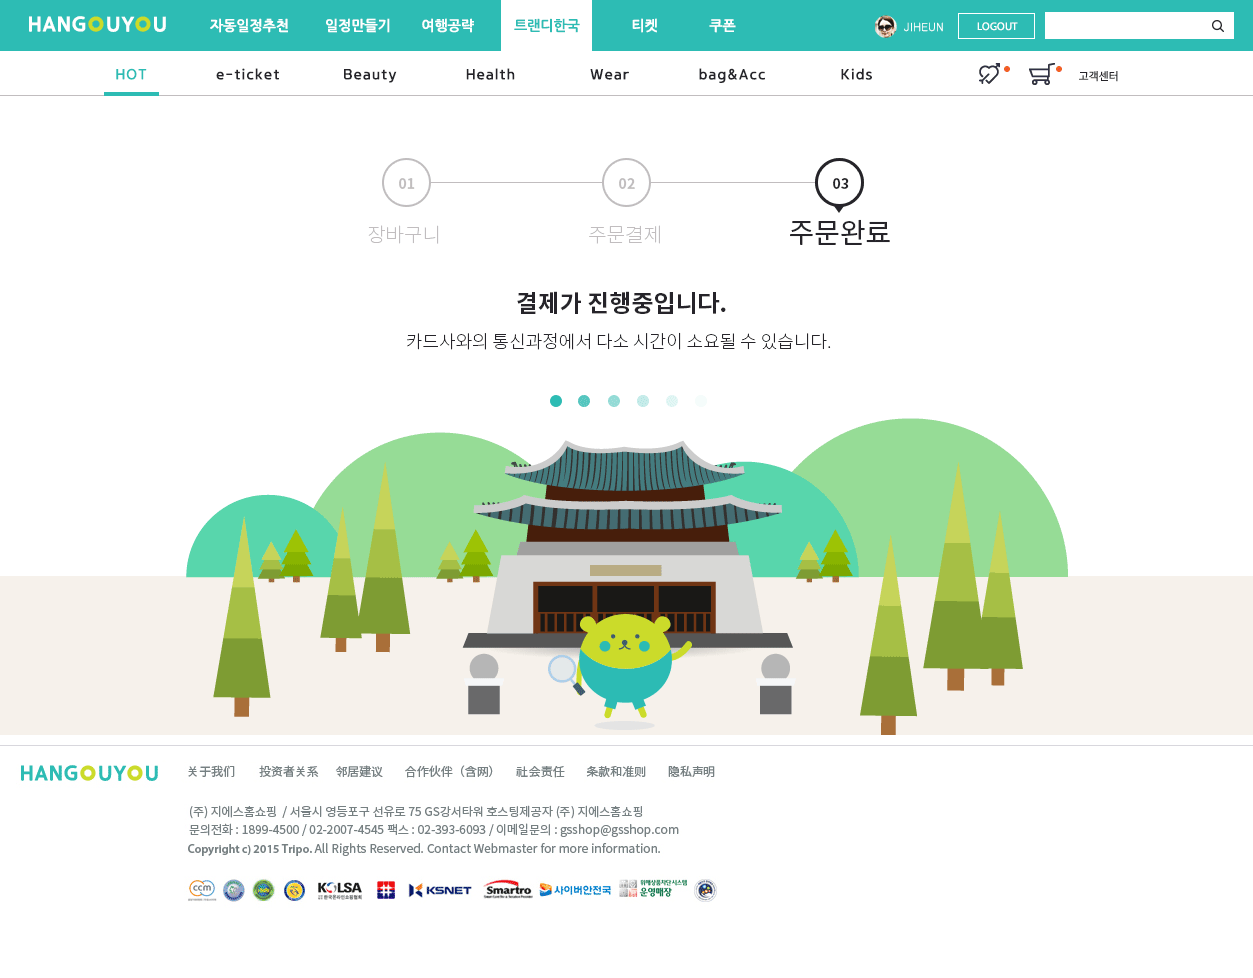 HANGOUYOU 자동일정추천 일정만들기 여행공략 트랜디한국 티켓 쿠폰 JIHEUN LOGOUT
HOT e-ticket Beauty Health Wear bag&Acc Kids 고객센터
01 02 03
장바구니 주문결제 주문완료
결제가 진행중입니다.
카드사와의 통신과정에서 다소 시간이 소요될 수 있습니다.
HANGOUYOU 关于我们 投资者关系 邻居建议 合作伙伴（含网） 社会责任 条款和准则 隐私声明
(주) 지에스홈쇼핑 / 서울시 영등포구 선유로 75 GS강서타워 호스팅제공자 (주) 지에스홈쇼핑
문의전화 : 1899-4500 / 02-2007-4545 팩스 : 02-393-6093 / 이메일문의 : gsshop@gsshop.com
Copyright c) 2015 Tripo. All Rights Reserved. Contact Webmaster for more information.
ccm KOLSA KSNET Smartro 사이버안전국 위해상품차단시스템
운영매장